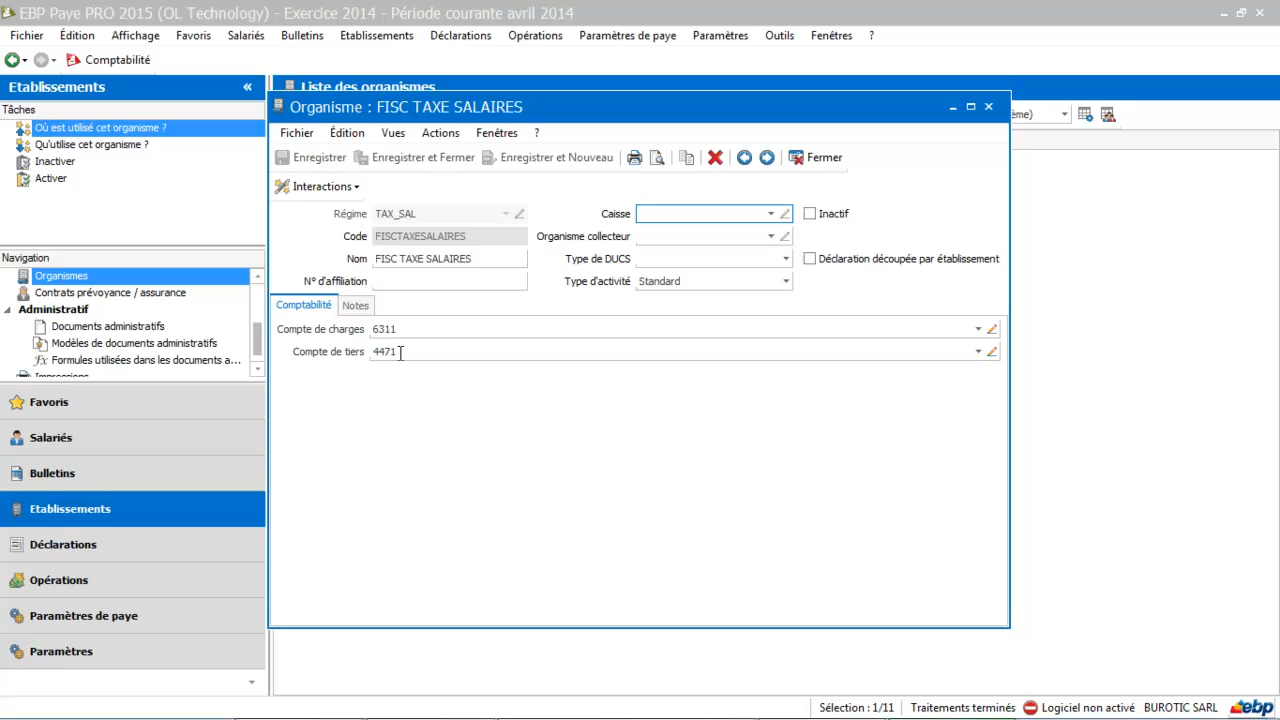 EBP Paye PRO 2015 (OL Technology) - Exercice 2014 - Période courante avril 2014
Fichier Édition Affichage Favoris Salariés Bulletins Etablissements Déclarations Opérations Paramètres de paye Paramètres Outils Fenêtres ?
Comptabilité
Etablissements «
Tâches
Où est utilisé cet organisme ?
Qu'utilise cet organisme ?
Inactiver
Activer
Navigation
Organismes
Contrats prévoyance / assurance
Administratif
Documents administratifs
Modèles de documents administratifs
Fx Formules utilisées dans les documents a...
Impressions
Favoris
Salariés
Bulletins
Etablissements
Déclarations
Opérations
Paramètres de paye
Paramètres
Liste des organismes
ème)
Organisme : FISC TAXE SALAIRES
Fichier Édition Vues Actions Fenêtres ?
Enregistrer Enregistrer et Fermer Enregistrer et Nouveau Fermer
Interactions
Régime TAX_SAL Caisse Inactif
Code FISCTAXESALAIRES Organisme collecteur
Nom FISC TAXE SALAIRES Type de DUCS Déclaration découpée par établissement
N° d'affiliation Type d'activité Standard
Comptabilité Notes
Compte de charges 6311
Compte de tiers 4471
Sélection : 1/11 Traitements terminés Logiciel non activé BUROTIC SARL ebp